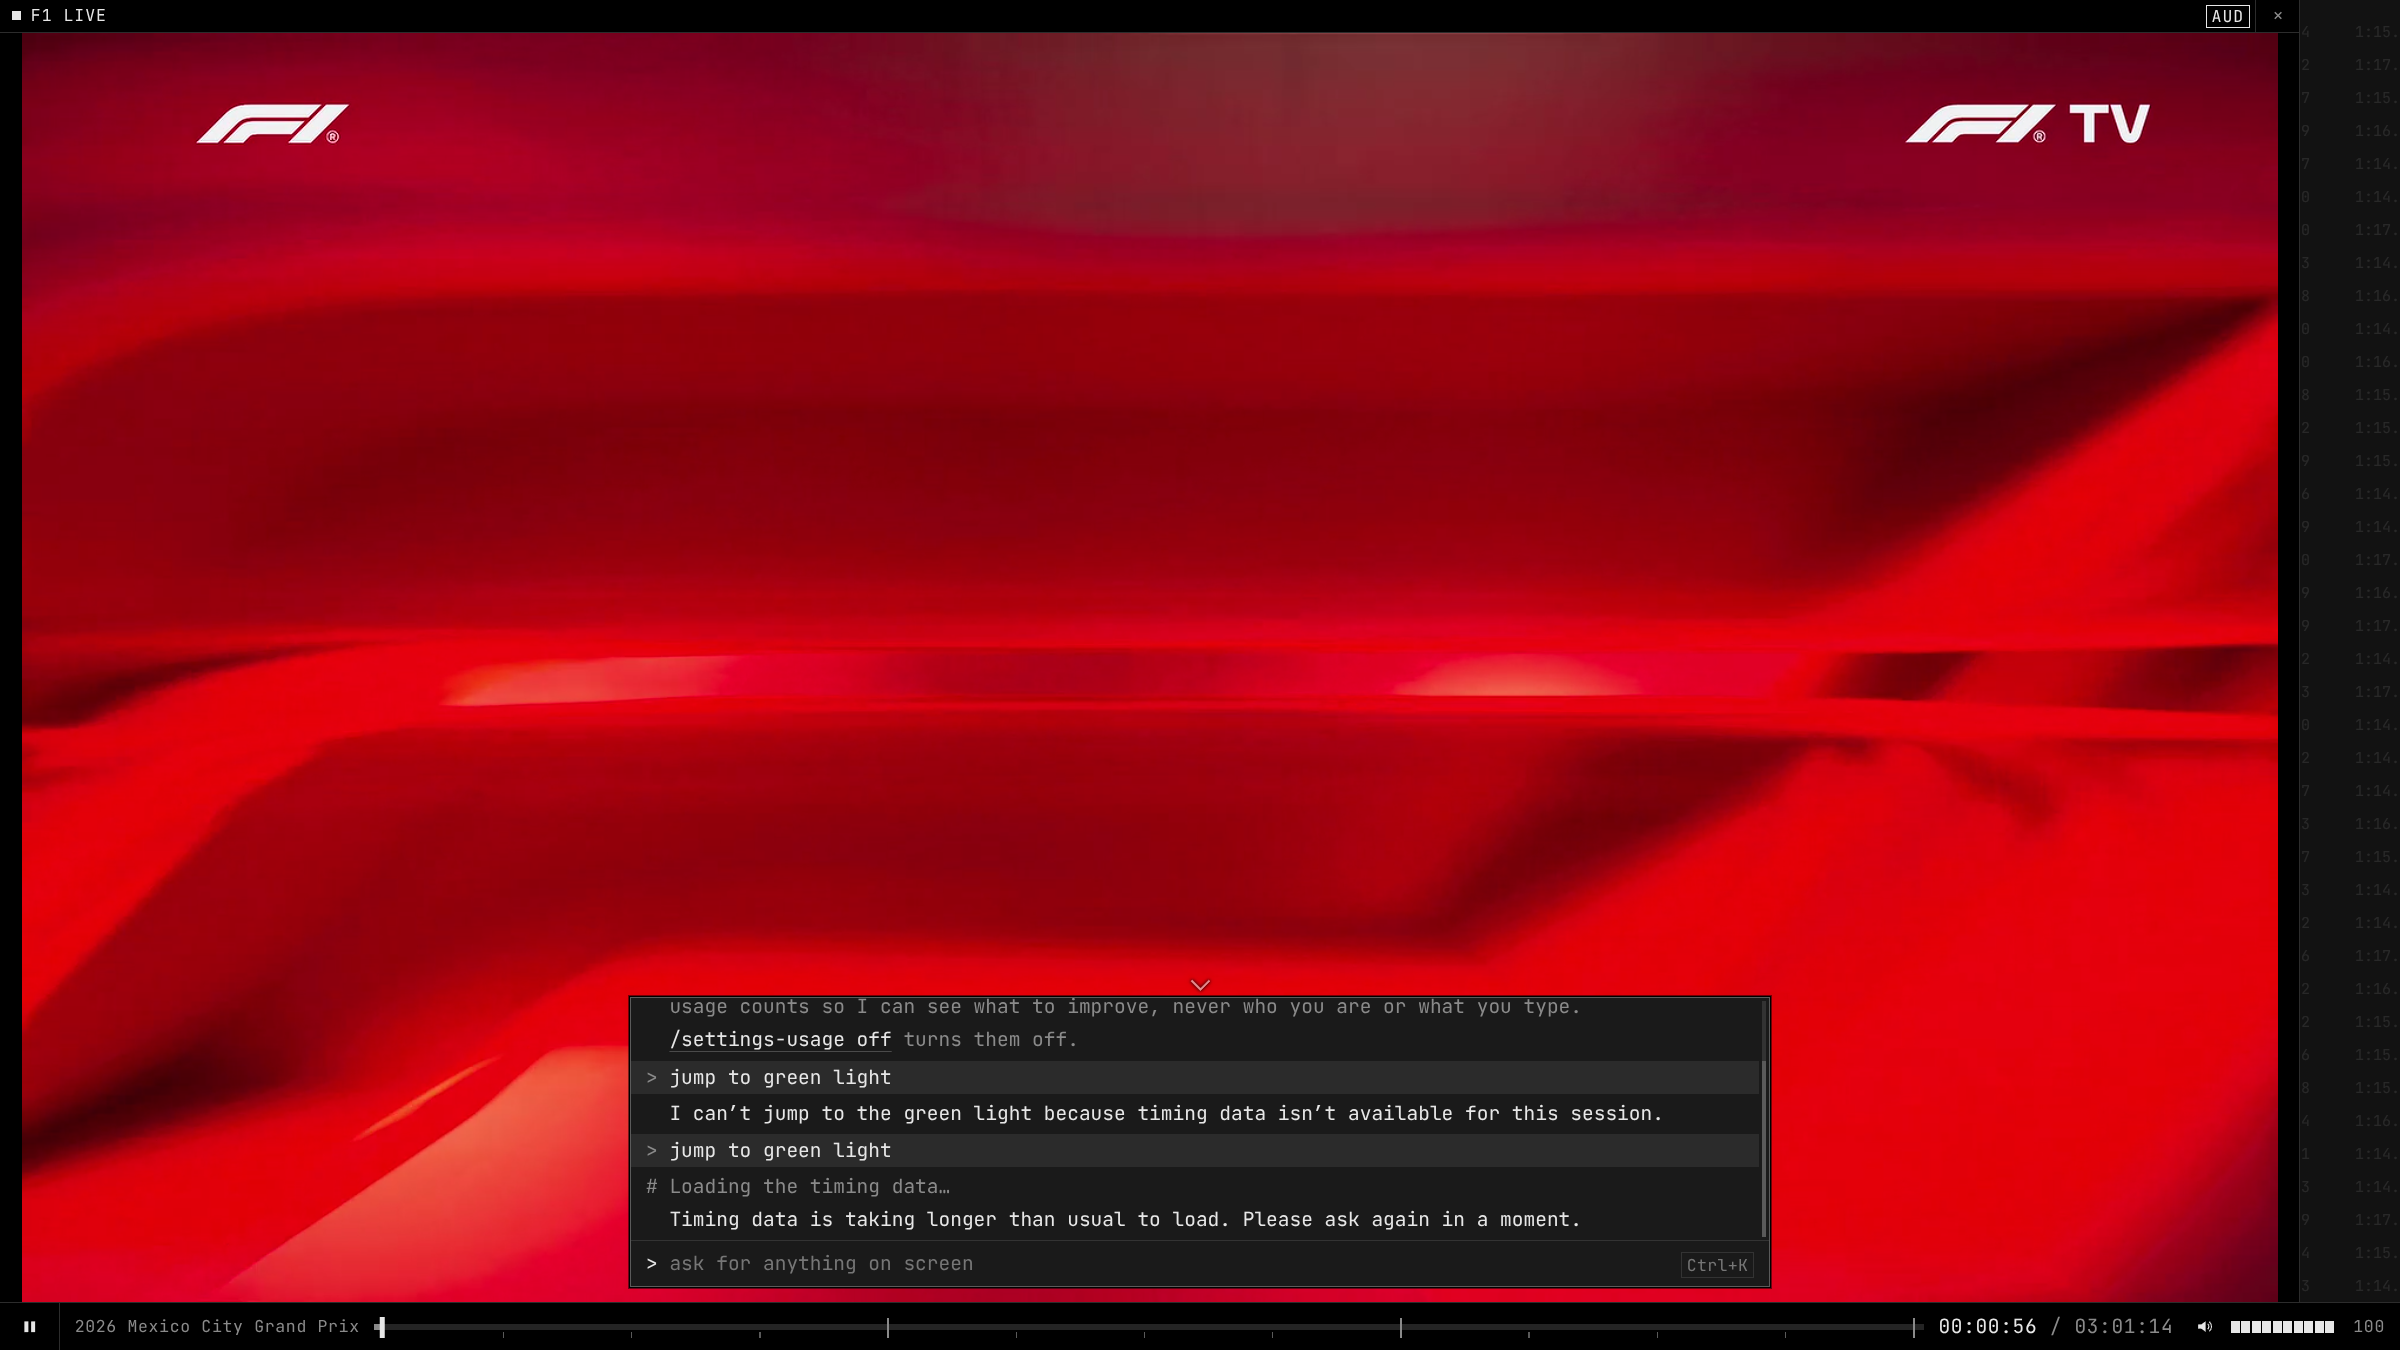 F1 LIVE
AUD
×
F1®
F1® TV
usage counts so I can see what to improve, never who you are or what you type.
/settings-usage off turns them off.
> jump to green light
I can’t jump to the green light because timing data isn’t available for this session.
> jump to green light
# Loading the timing data…
Timing data is taking longer than usual to load. Please ask again in a moment.
> ask for anything on screen
Ctrl+K
2026 Mexico City Grand Prix
00:00:56 / 03:01:14
100